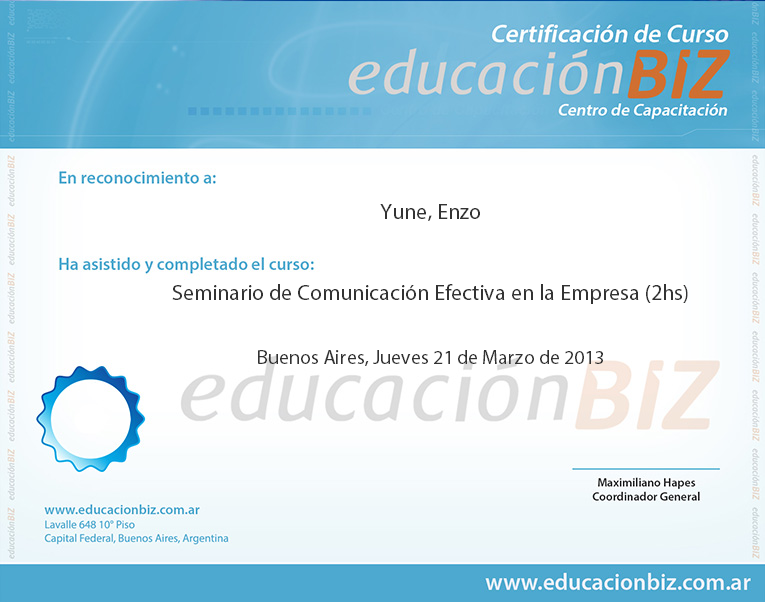 Certificación de Curso
educaciónBIZ
Centro de Capacitación
En reconocimiento a:
Yune, Enzo
Ha asistido y completado el curso:
Seminario de Comunicación Efectiva en la Empresa (2hs)
Buenos Aires, Jueves 21 de Marzo de 2013
educaciónBIZ
Maximiliano Hapes
Coordinador General
www.educacionbiz.com.ar
Lavalle 648 10° Piso
Capital Federal, Buenos Aires, Argentina
www.educacionbiz.com.ar